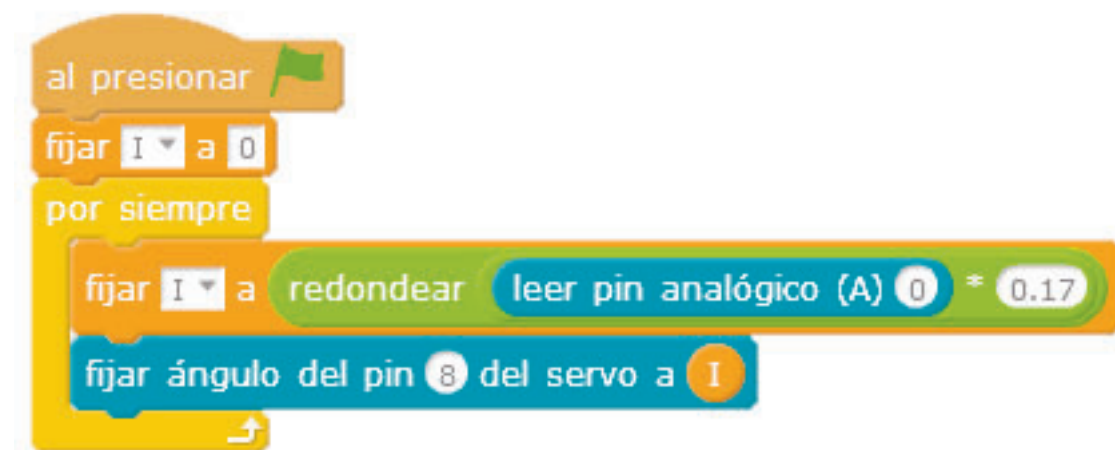 al presionar
fijar I a 0
por siempre
fijar I a redondear leer pin analógico (A) 0 * 0.17
fijar ángulo del pin 8 del servo a I